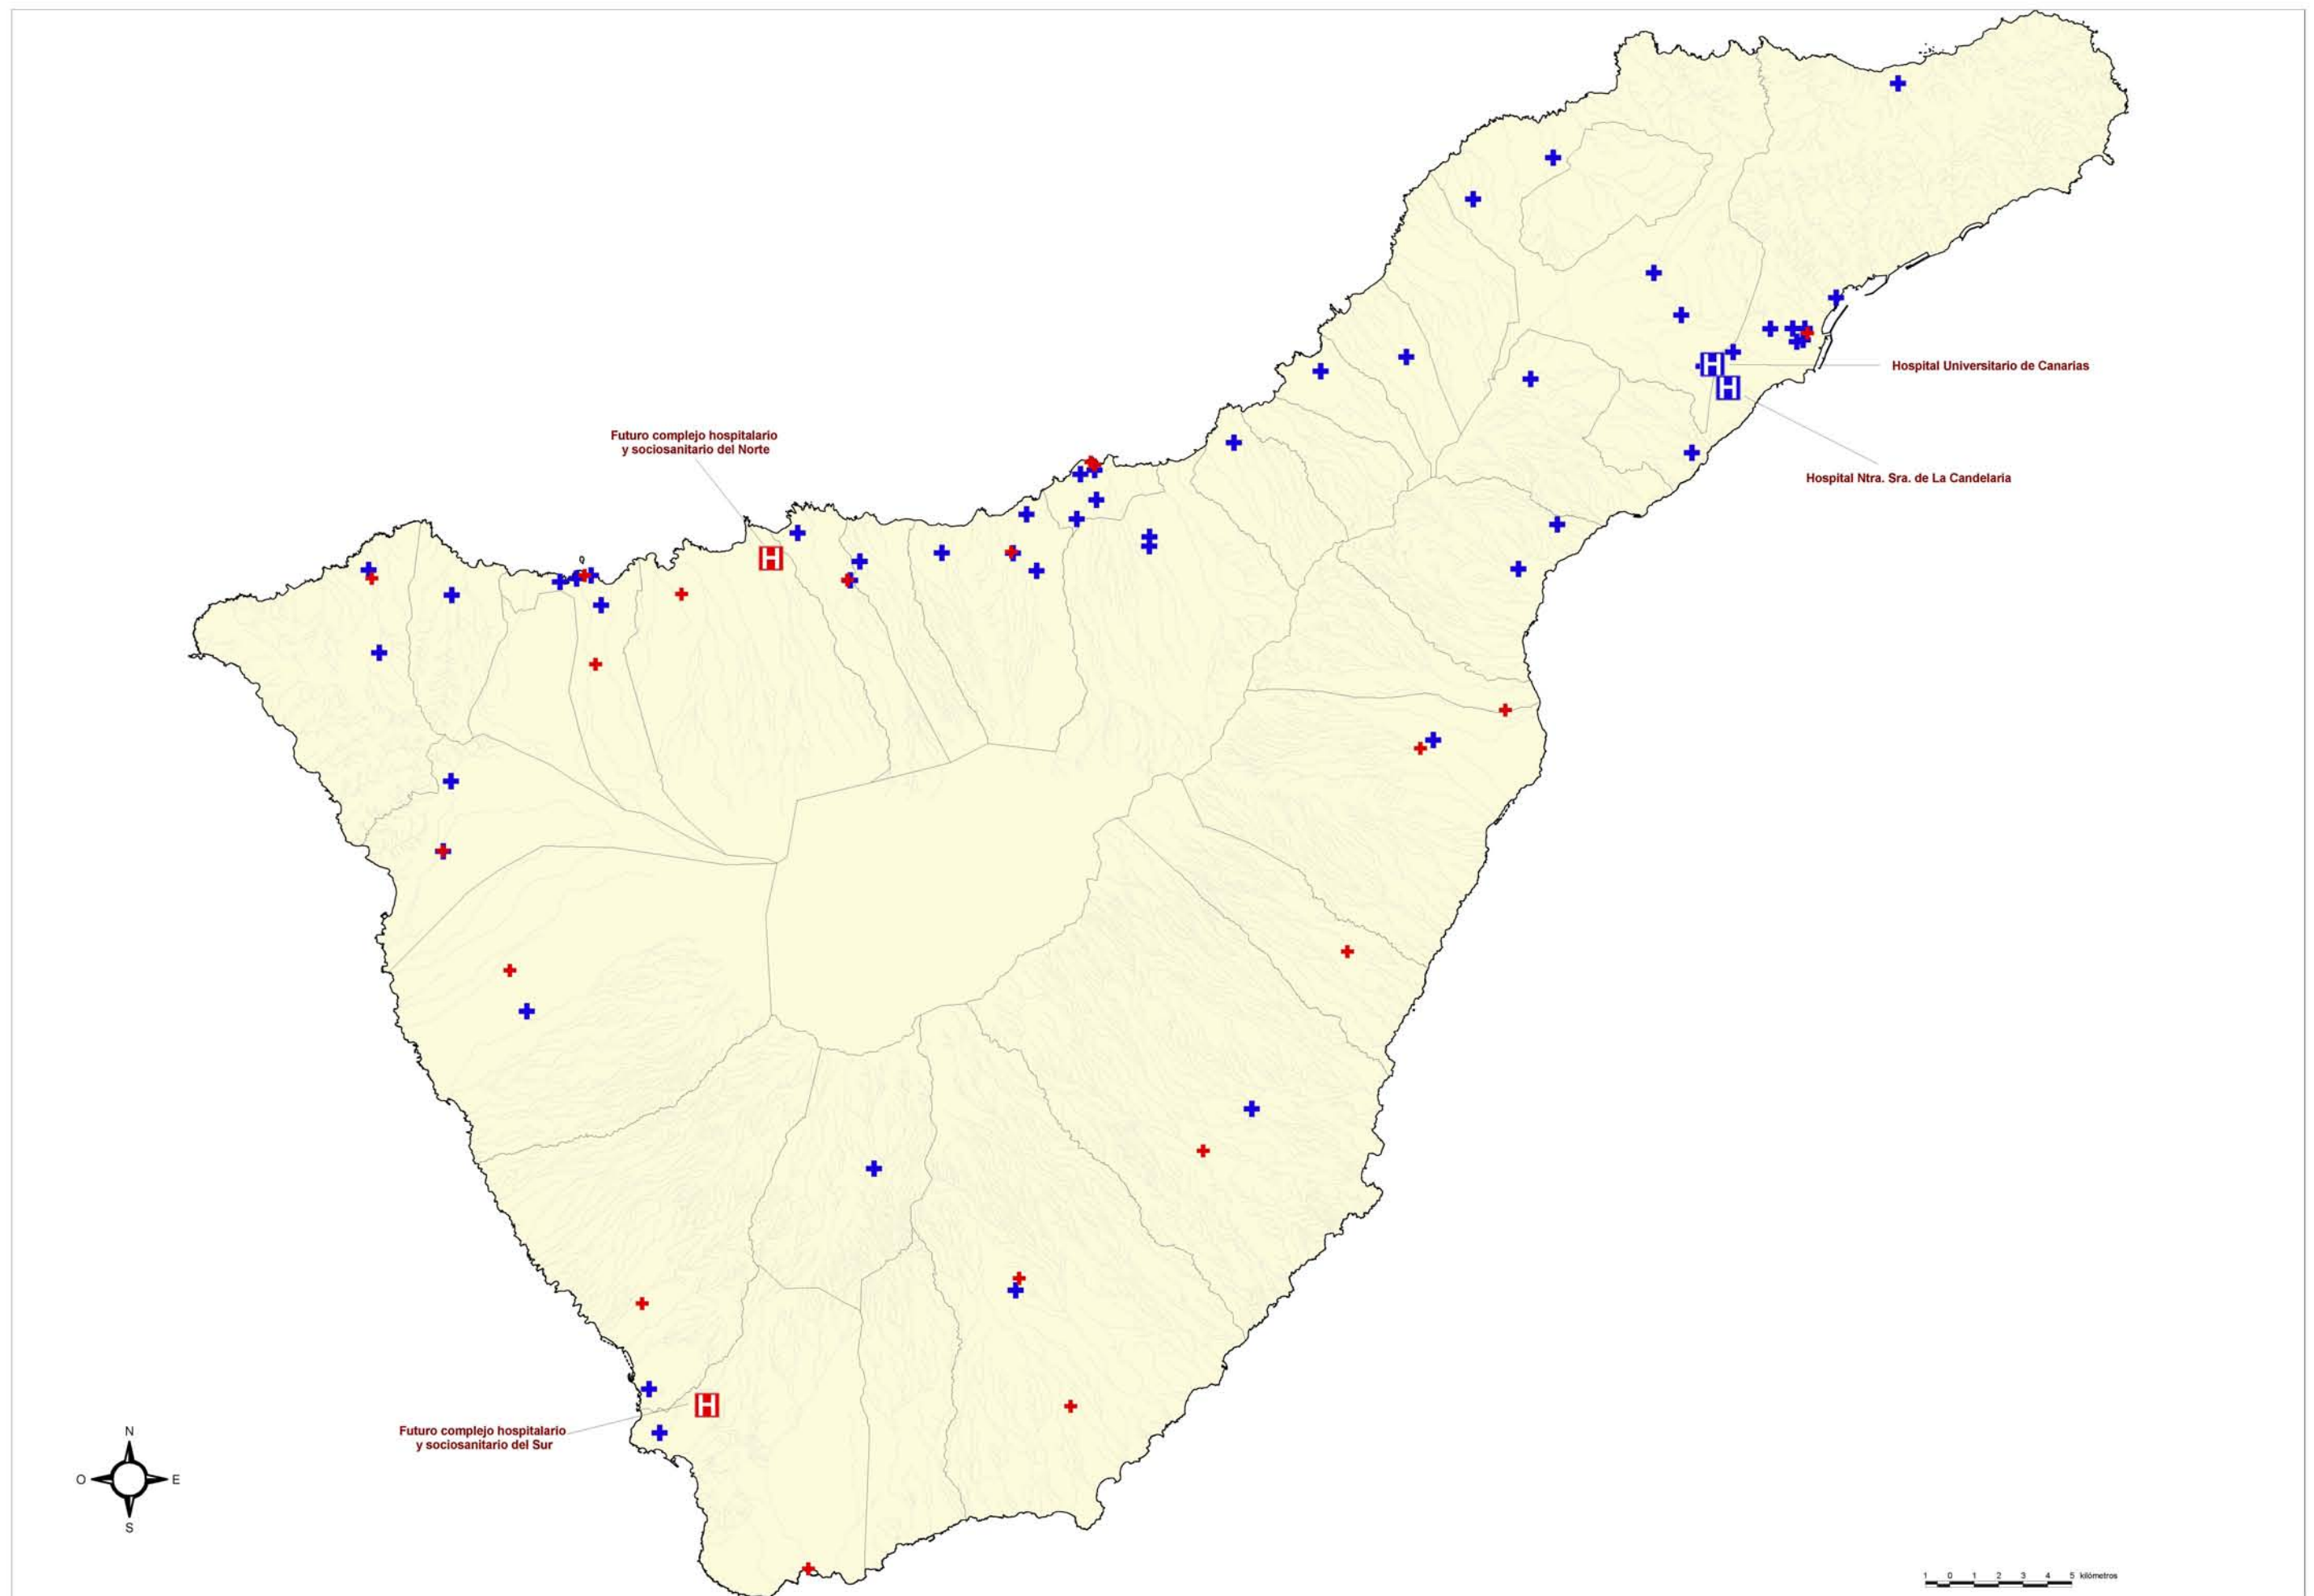 Hospital Universitario de Canarias
Futuro complejo hospitalario
y sociosanitario del Norte
H
H
Hospital Ntra. Sra. de La Candelaria
H
H
Futuro complejo hospitalario
y sociosanitario del Sur
N
O E
S
1 0 1 2 3 4 5 kilómetros